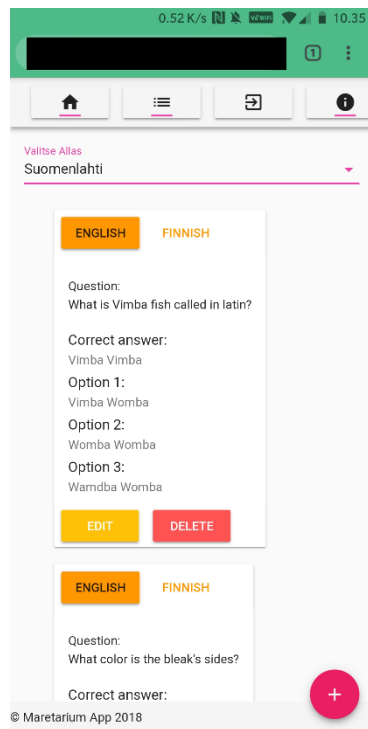 0.52 K/s 10.35
1
Valitse Allas
Suomenlahti
ENGLISH FINNISH
Question:
What is Vimba fish called in latin?
Correct answer:
Vimba Vimba
Option 1:
Vimba Womba
Option 2:
Womba Womba
Option 3:
Wamdba Womba
EDIT DELETE
ENGLISH FINNISH
Question:
What color is the bleak's sides?
Correct answer:
+
© Maretarium App 2018